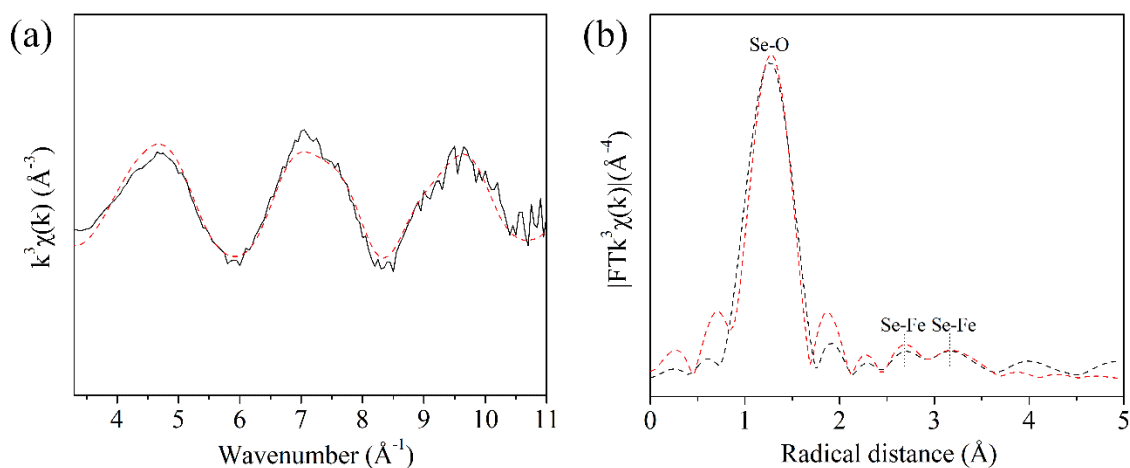 (a)
k³χ(k) (Å⁻³)
4 5 6 7 8 9 10 11
Wavenumber (Å⁻¹)
(b)
|FTk³χ(k)|(Å⁻⁴)
Se-O
Se-Fe Se-Fe
0 1 2 3 4 5
Radical distance (Å)